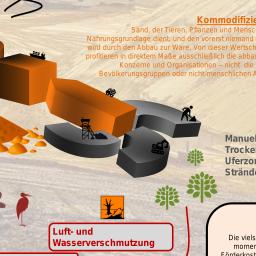 Kommodifizie
Sand, der Tieren, Pflanzen und Mensc
Nahrungsgrundlage dient, und den vorerst niemand
wird durch den Abbau zur Ware. Von dieser Wertsch
profitieren in direktem Maße ausschließlich die abba
Konzerne und Organisationen – nicht die
Bevölkerungsgruppen oder nichtmenschlichen A
Manuel
Trocke
Uferzo
Stränd
Luft- und
Wasserverschmutzung
Die viels
momer
Förderkost